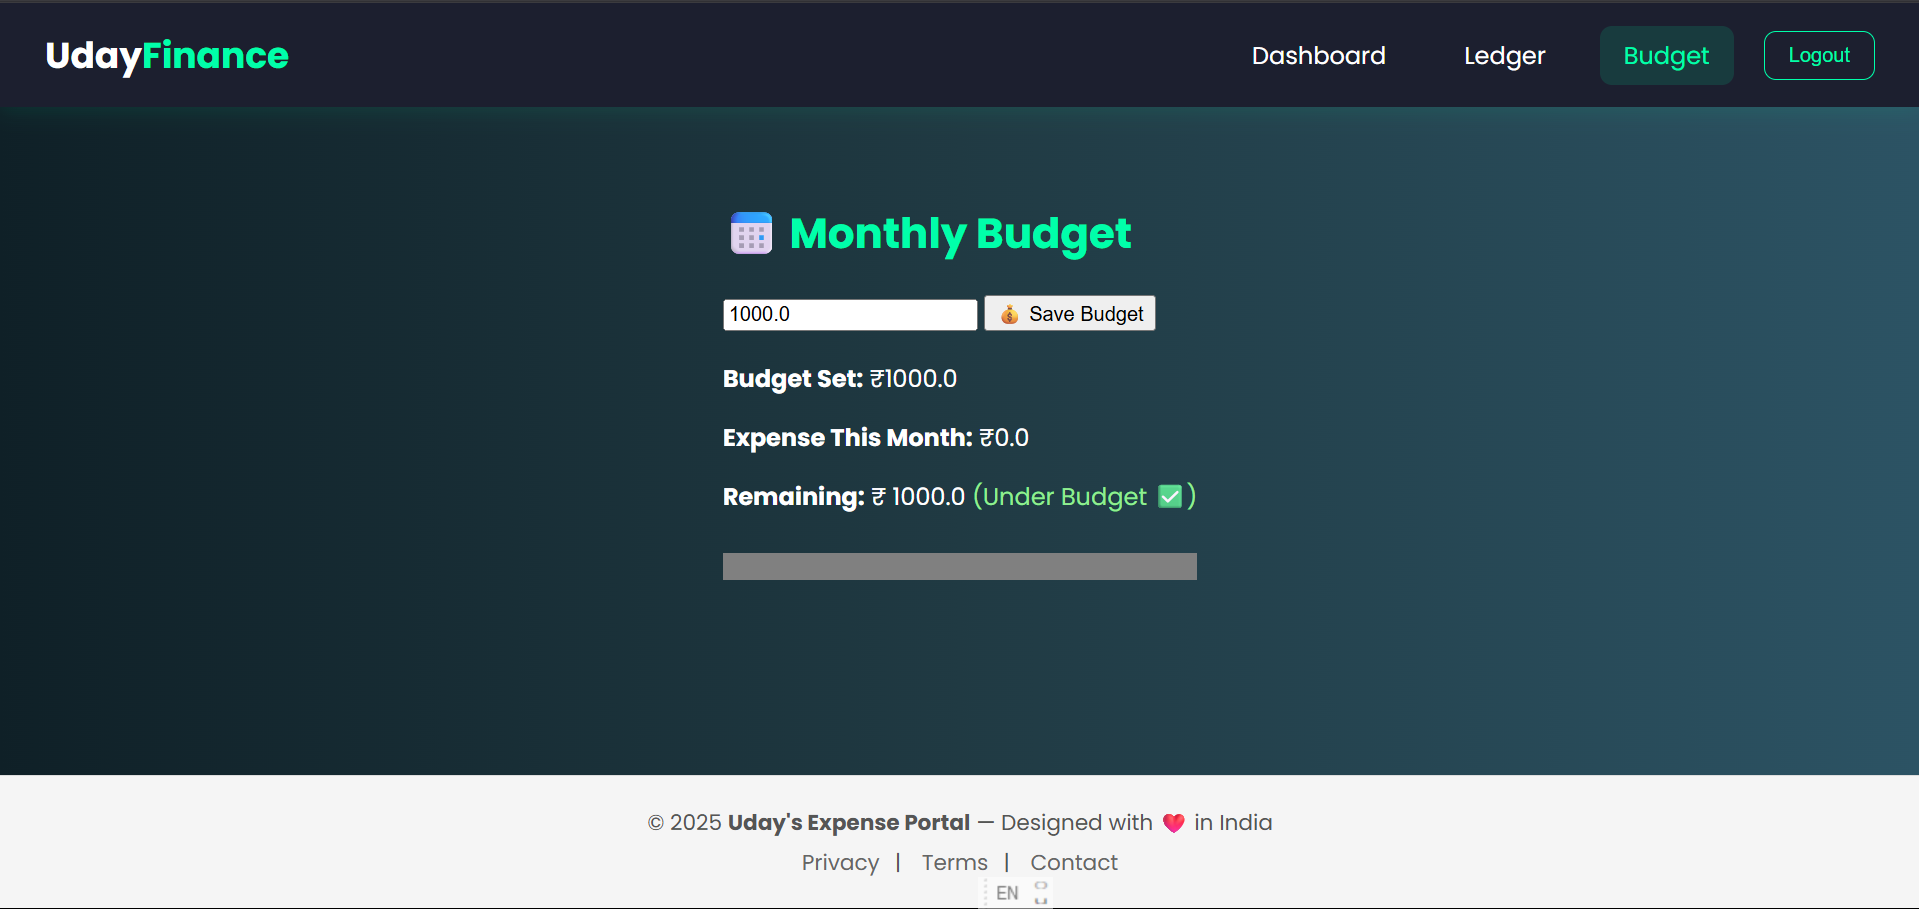 UdayFinance
Dashboard Ledger Budget Logout
📅 Monthly Budget
1000.0 💰 Save Budget
Budget Set: ₹1000.0
Expense This Month: ₹0.0
Remaining: ₹ 1000.0 (Under Budget ✅)
© 2025 Uday's Expense Portal — Designed with ❤️ in India
Privacy | Terms | Contact
EN